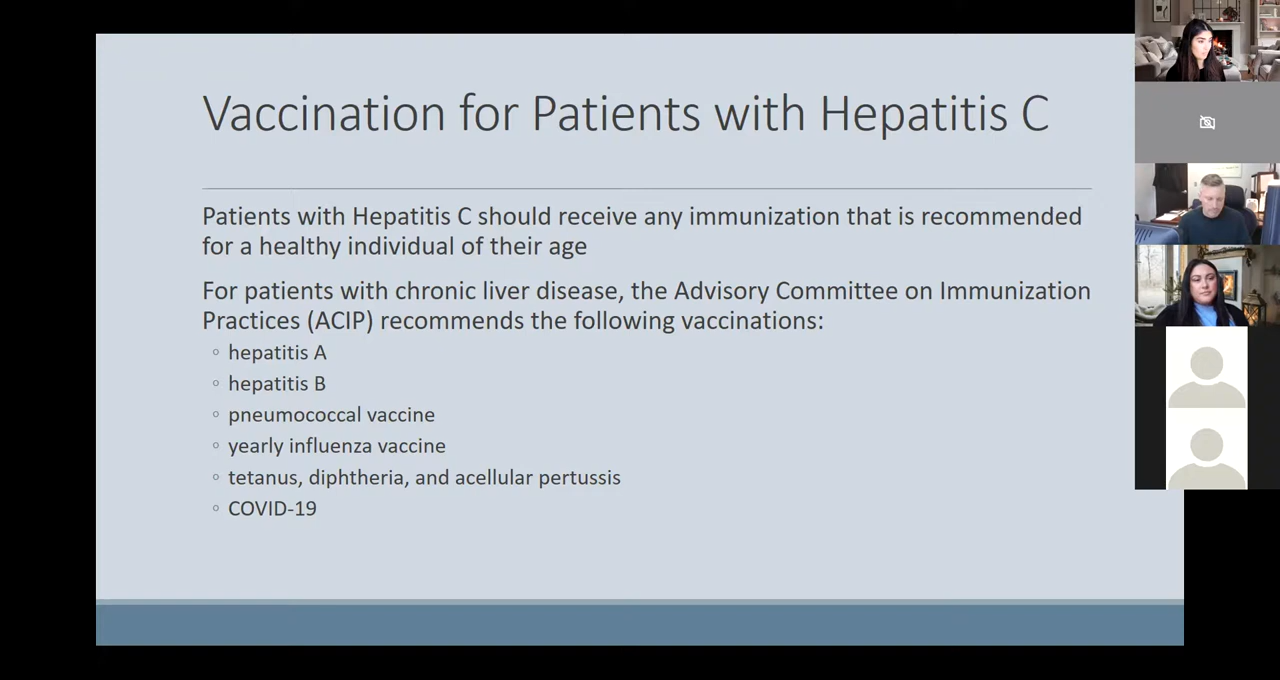 Vaccination for Patients with Hepatitis C
Patients with Hepatitis C should receive any immunization that is recommended
for a healthy individual of their age
For patients with chronic liver disease, the Advisory Committee on Immunization
Practices (ACIP) recommends the following vaccinations:
◦ hepatitis A
◦ hepatitis B
◦ pneumococcal vaccine
◦ yearly influenza vaccine
◦ tetanus, diphtheria, and acellular pertussis
◦ COVID-19